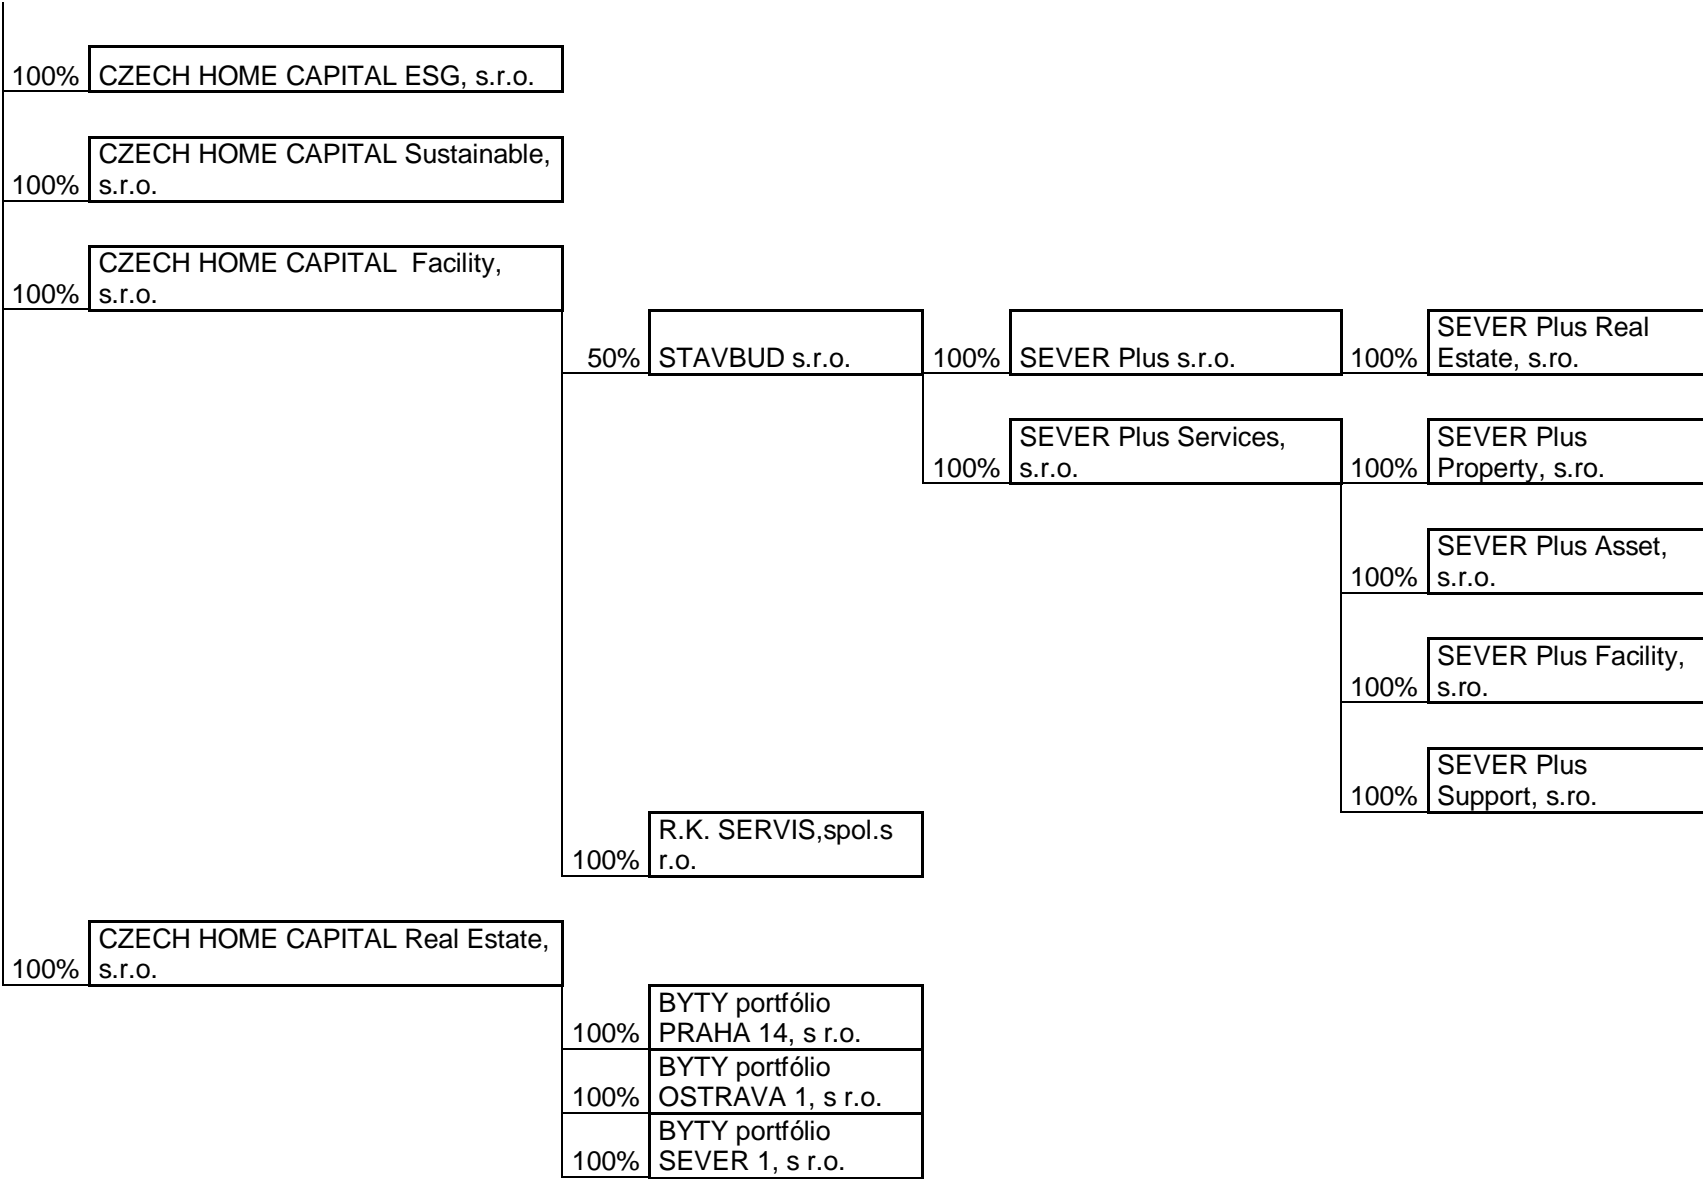 100% CZECH HOME CAPITAL ESG, s.r.o.
CZECH HOME CAPITAL Sustainable,
100% s.r.o.
CZECH HOME CAPITAL  Facility,
100% s.r.o.
50% STAVBUD s.r.o.
100% SEVER Plus s.r.o.
SEVER Plus Real
100% Estate, s.ro.
SEVER Plus Services,
100% s.r.o.
SEVER Plus
100% Property, s.ro.
SEVER Plus Asset,
100% s.r.o.
SEVER Plus Facility,
100% s.ro.
SEVER Plus
100% Support, s.ro.
R.K. SERVIS,spol.s
100% r.o.
CZECH HOME CAPITAL Real Estate,
100% s.r.o.
BYTY portfólio
100% PRAHA 14, s r.o.
BYTY portfólio
100% OSTRAVA 1, s r.o.
BYTY portfólio
100% SEVER 1, s r.o.